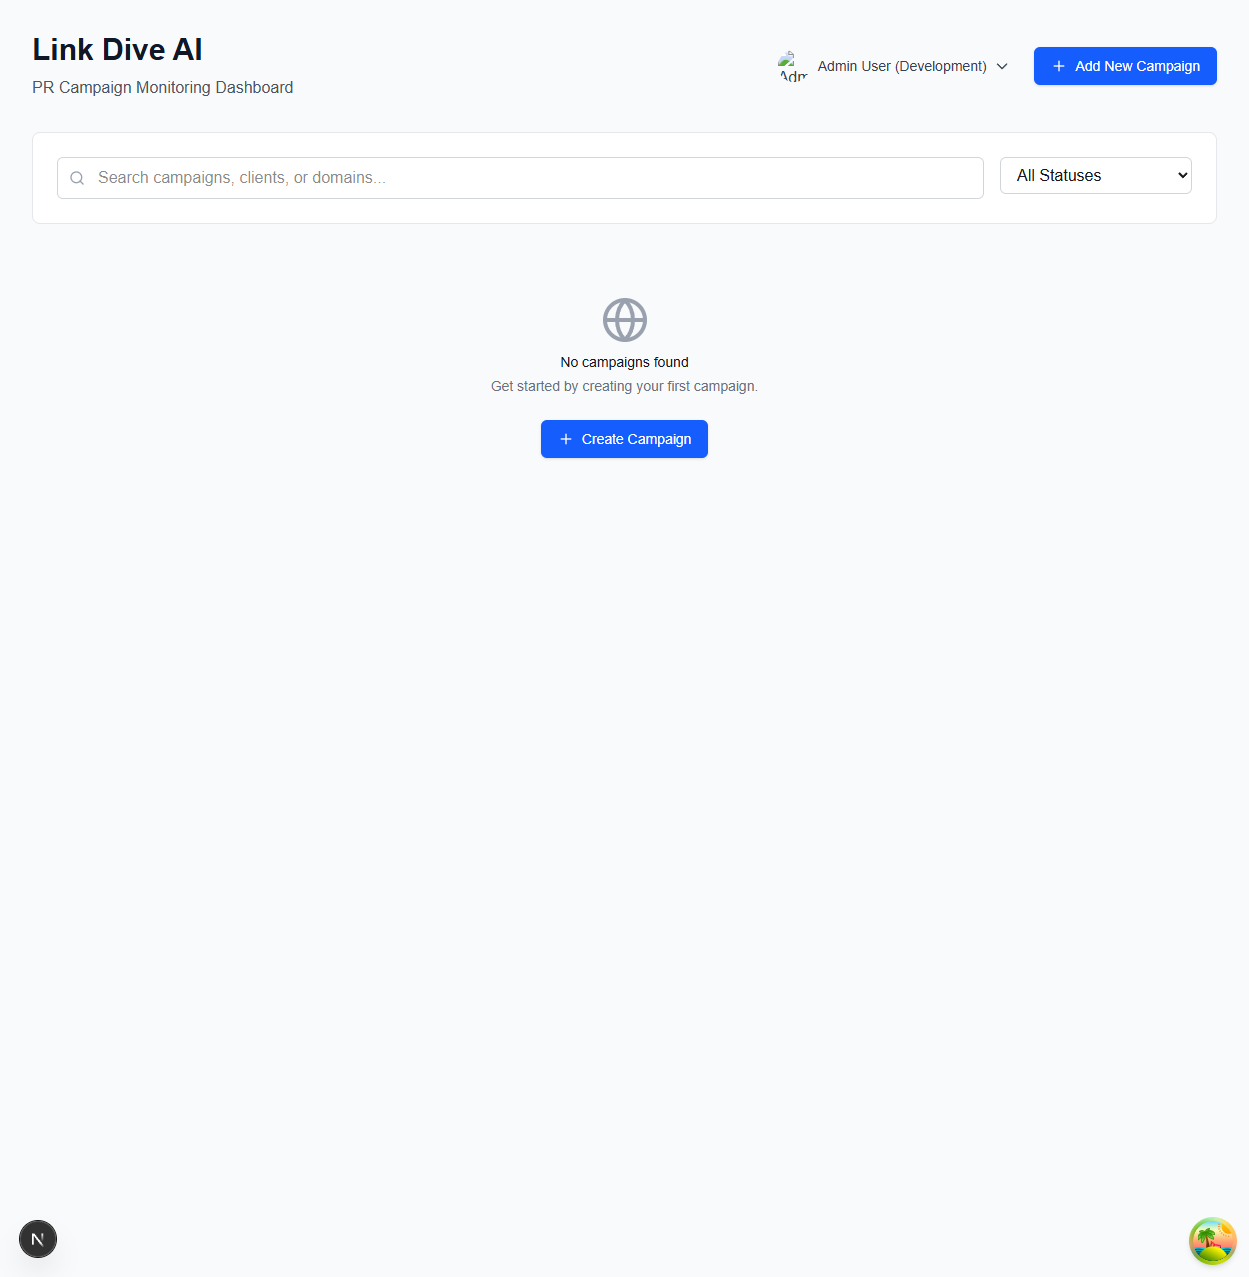 Link Dive AI
PR Campaign Monitoring Dashboard
Adm
Admin User (Development)
Add New Campaign
Search campaigns, clients, or domains...
All Statuses
No campaigns found
Get started by creating your first campaign.
Create Campaign
N